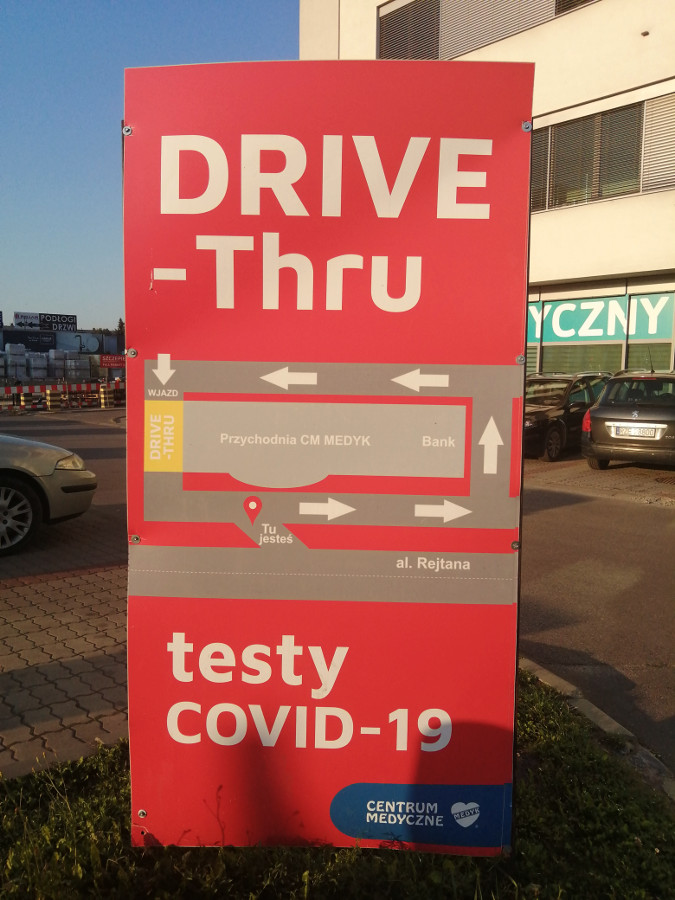 DRIVE
-Thru
WJAZD
DRIVE
-THRU
Przychodnia CM MEDYK
Bank
Tu
jesteś
al. Rejtana
testy
COVID-19
CENTRUM
MEDYCZNE
MEDYK
YCZNY
PODŁOGI
DRZWI